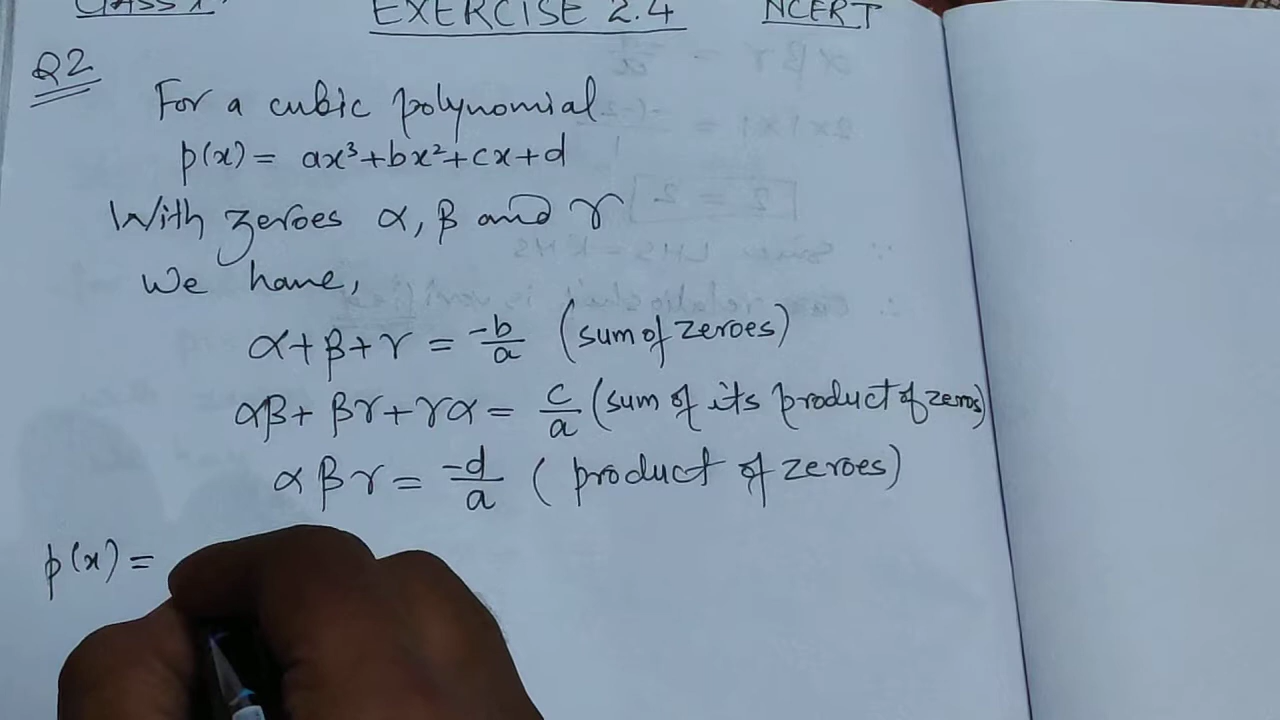 CLASS X EXERCISE 2.4 NCERT
Q2
For a cubic polynomial
p(x) = ax³+bx²+cx+d
With zeroes α, β and γ
We have,
α+β+γ = -b/a (sum of zeroes)
αβ+βγ+γα = c/a (sum of its product of zeros)
αβγ = -d/a (product of zeroes)
p(x) =